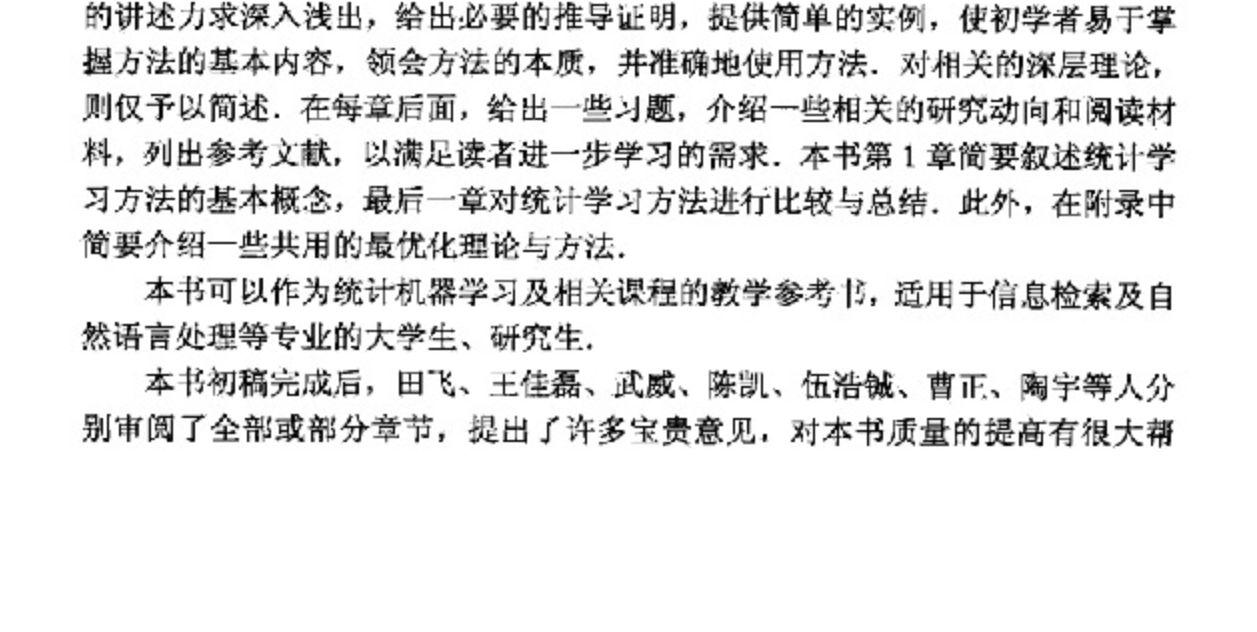 的讲述力求深入浅出，给出必要的推导证明，提供简单的实例，使初学者易于掌
握方法的基本内容，领会方法的本质，并准确地使用方法．对相关的深层理论，
则仅予以简述．在每章后面，给出一些习题，介绍一些相关的研究动向和阅读材
料，列出参考文献，以满足读者进一步学习的需求．本书第 1 章简要叙述统计学
习方法的基本概念，最后一章对统计学习方法进行比较与总结．此外，在附录中
简要介绍一些共用的最优化理论与方法．
本书可以作为统计机器学习及相关课程的教学参考书，适用于信息检索及自
然语言处理等专业的大学生、研究生．
本书初稿完成后，田飞、王佳磊、武威、陈凯、伍浩铖、曹正、陶宇等人分
别审阅了全部或部分章节，提出了许多宝贵意见，对本书质量的提高有很大帮